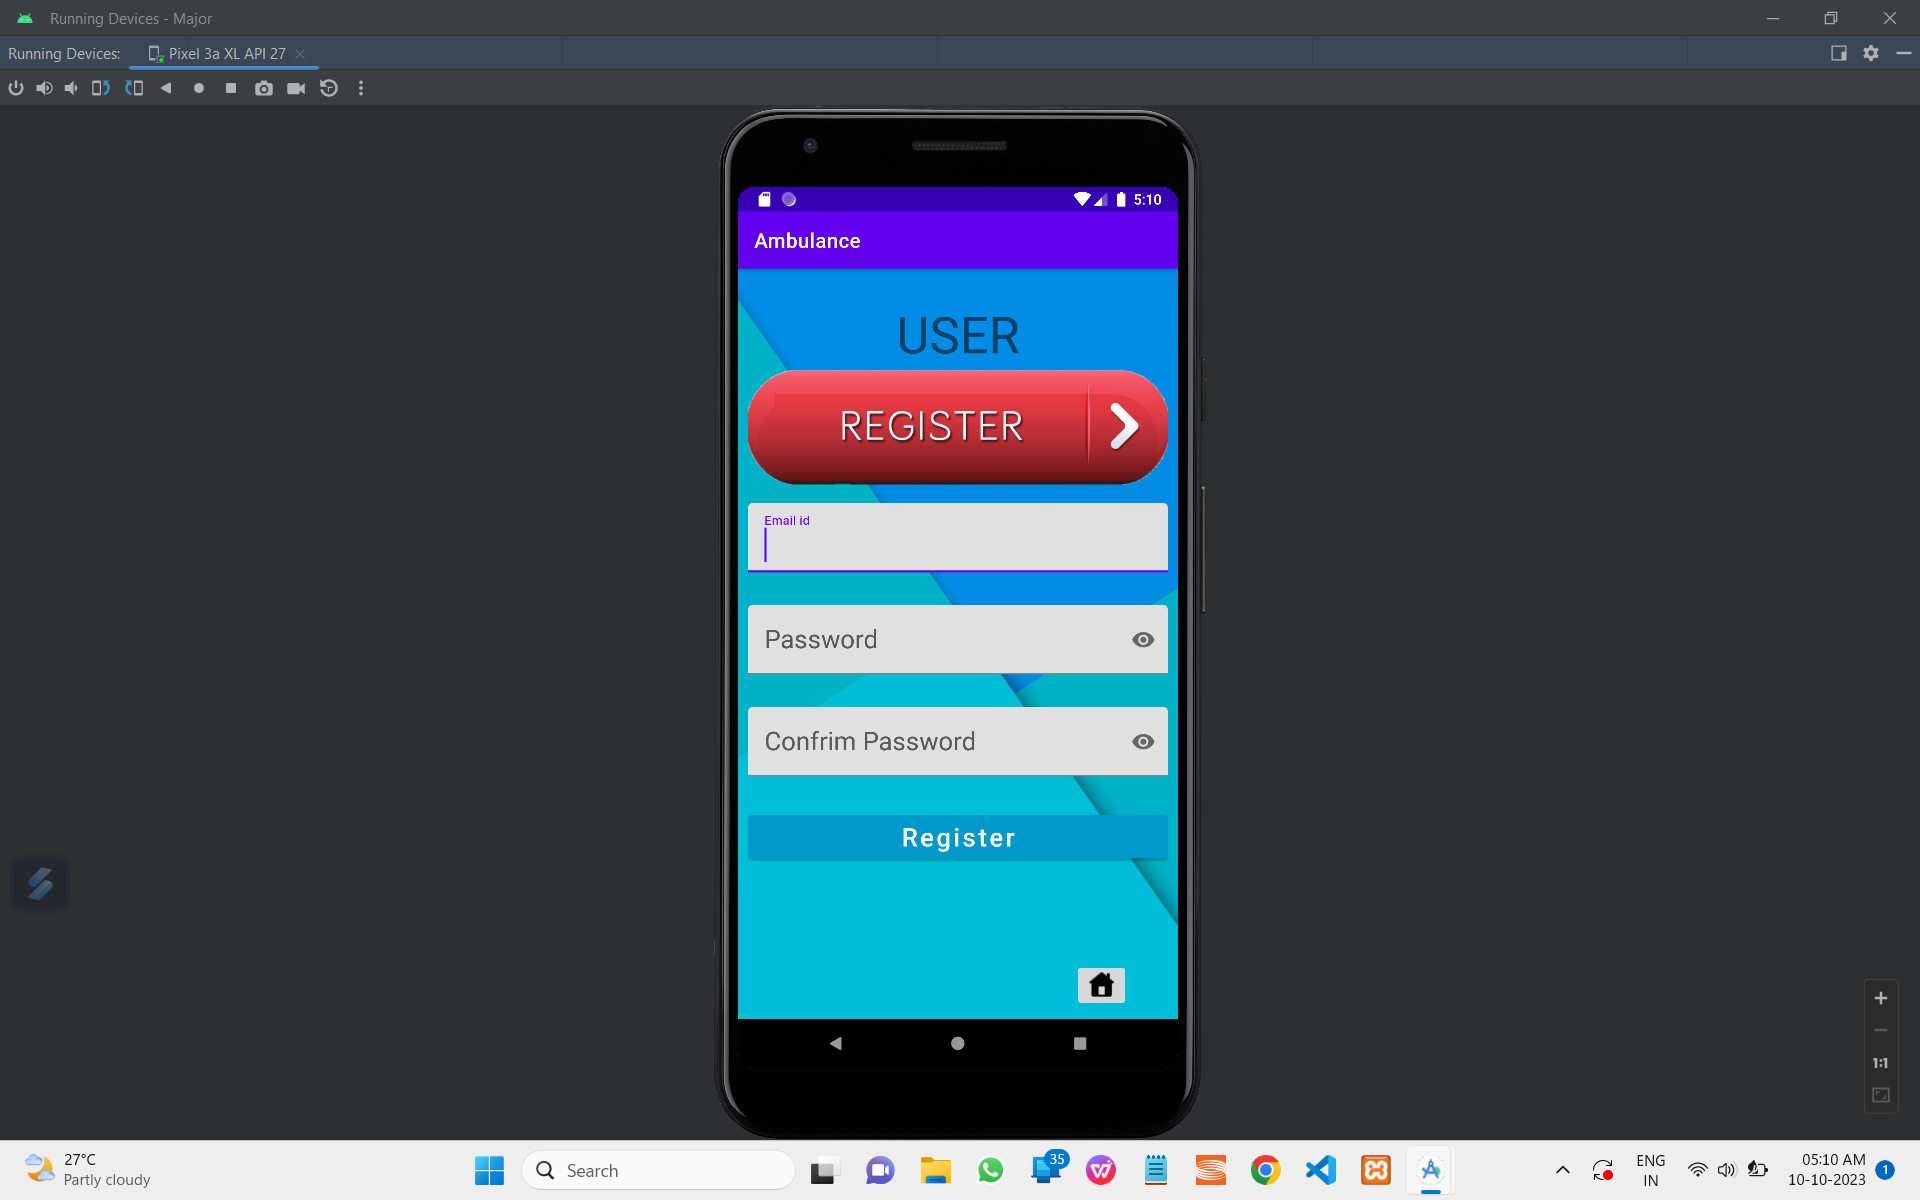 Running Devices - Major
Running Devices: Pixel 3a XL API 27
5:10
Ambulance
USER
REGISTER
Email id
Password
Confrim Password
Register
1:1
27°C
Partly cloudy
Search
35
ENG
IN
05:10 AM
10-10-2023
1